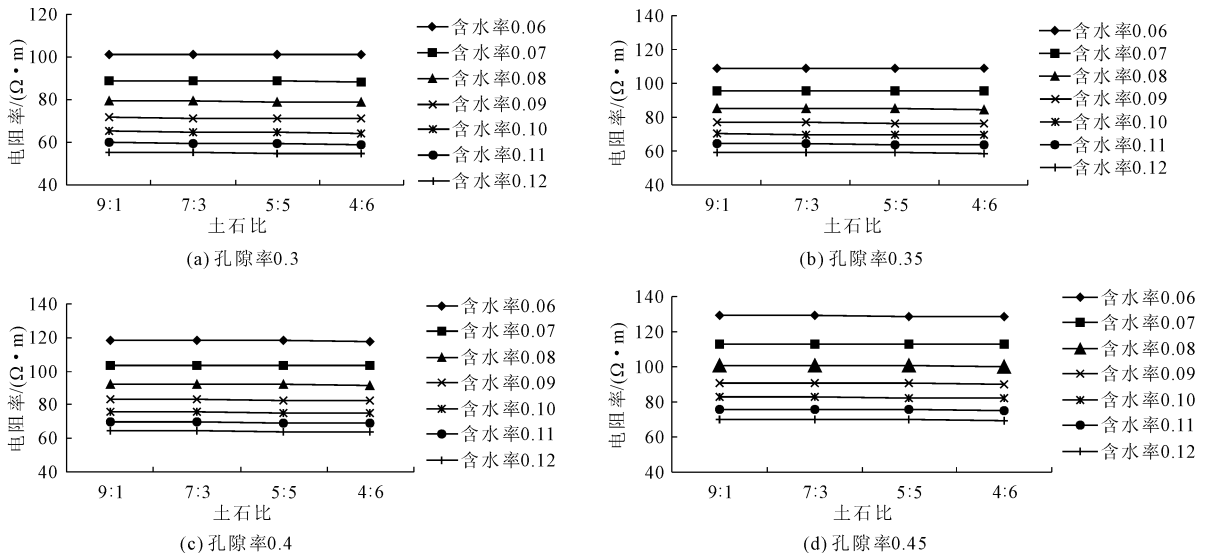 120
100
80
60
40
电阻率/(Ω•m)
9:1 7:3 5:5 4:6
土石比
含水率0.06
含水率0.07
含水率0.08
含水率0.09
含水率0.10
含水率0.11
含水率0.12
(a) 孔隙率0.3
140
120
100
80
60
40
电阻率/(Ω•m)
9:1 7:3 5:5 4:6
土石比
含水率0.06
含水率0.07
含水率0.08
含水率0.09
含水率0.10
含水率0.11
含水率0.12
(b) 孔隙率0.35
140
120
100
80
60
40
电阻率/(Ω•m)
9:1 7:3 5:5 4:6
土石比
含水率0.06
含水率0.07
含水率0.08
含水率0.09
含水率0.10
含水率0.11
含水率0.12
(c) 孔隙率0.4
140
120
100
80
60
40
电阻率/(Ω•m)
9:1 7:3 5:5 4:6
土石比
含水率0.06
含水率0.07
含水率0.08
含水率0.09
含水率0.10
含水率0.11
含水率0.12
(d) 孔隙率0.45